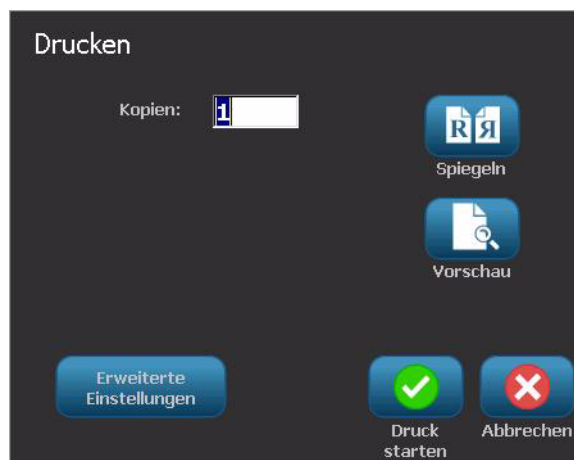 Drucken
Kopien:
1
R Я
Spiegeln
Vorschau
Erweiterte
Einstellungen
Druck
starten
Abbrechen